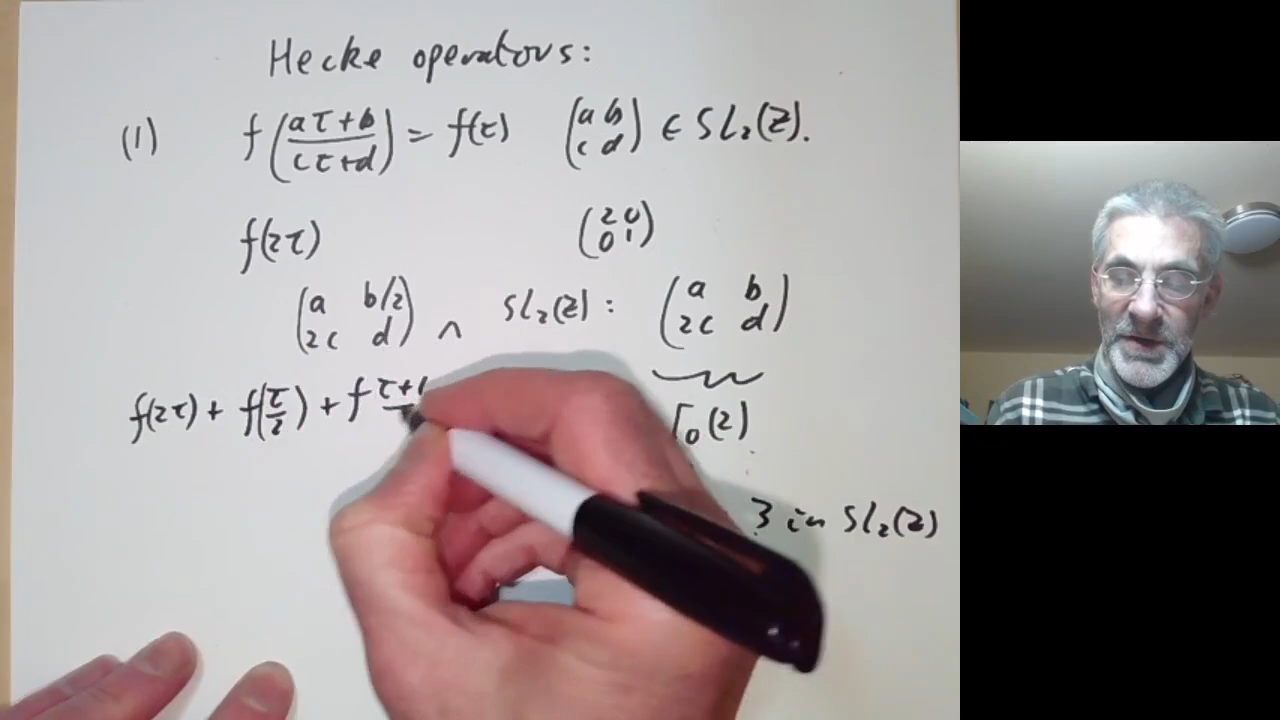 Hecke operators:
(1) f((aτ+b)/(cτ+d)) = f(τ) (a b; c d) ∈ SL₂(Z).
f(2τ) (2 0; 0 1)
(a b/2; 2c d) ∧ SL₂(Z): (a b; 2c d)
f(2τ) + f(τ/2) + f τ+1 Γ₀(2)
3 in SL₂(Z)